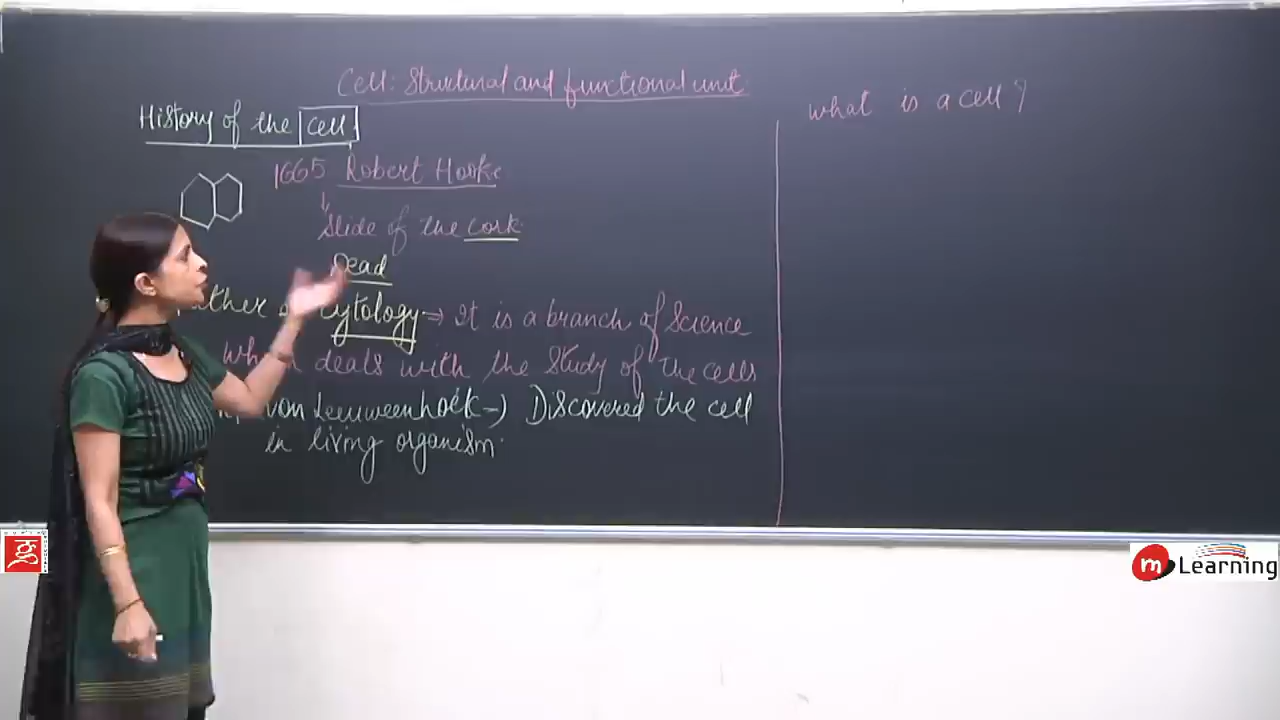 Cell: Structural and functional unit
History of the cell.
1665 Robert Hooke
Slide of the cork
Dead
Cytology → It is a branch of Science
deals with the study of the cells
von Leeuweenhoek → Discovered the cell
in living organism.
what is a cell?
m Learning